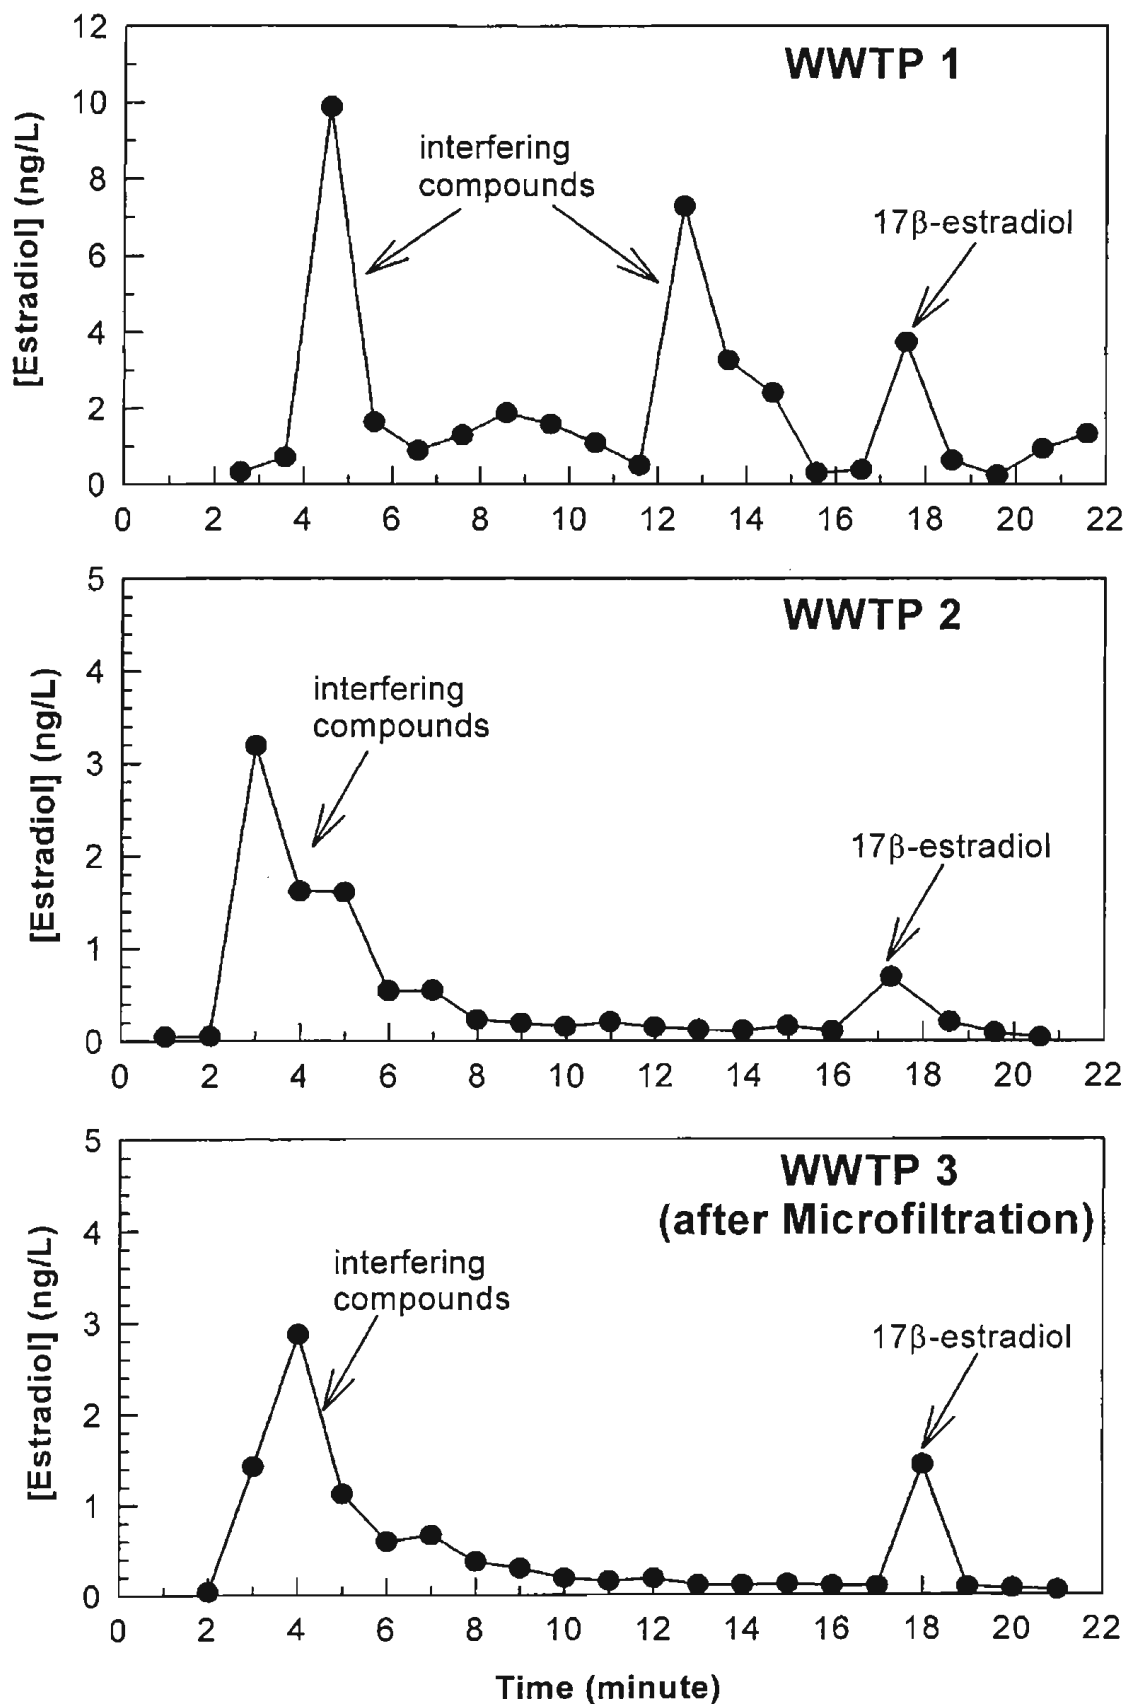 WWTP 1
[Estradiol] (ng/L)
12
10
8
6
4
2
0
interfering
compounds
17β-estradiol
0 2 4 6 8 10 12 14 16 18 20 22
WWTP 2
[Estradiol] (ng/L)
5
4
3
2
1
0
interfering
compounds
17β-estradiol
0 2 4 6 8 10 12 14 16 18 20 22
WWTP 3
(after Microfiltration)
[Estradiol] (ng/L)
5
4
3
2
1
0
interfering
compounds
17β-estradiol
0 2 4 6 8 10 12 14 16 18 20 22
Time (minute)